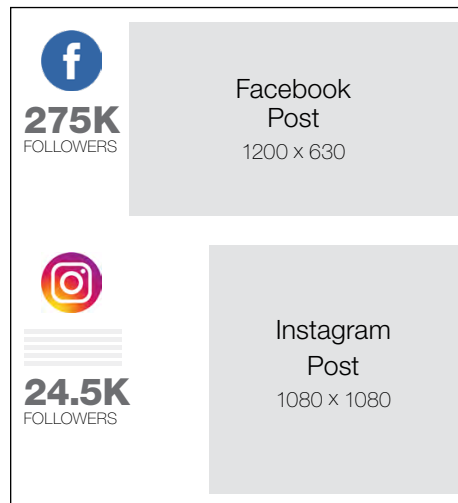 275K
FOLLOWERS
Facebook
Post
1200 x 630
24.5K
FOLLOWERS
Instagram
Post
1080 x 1080